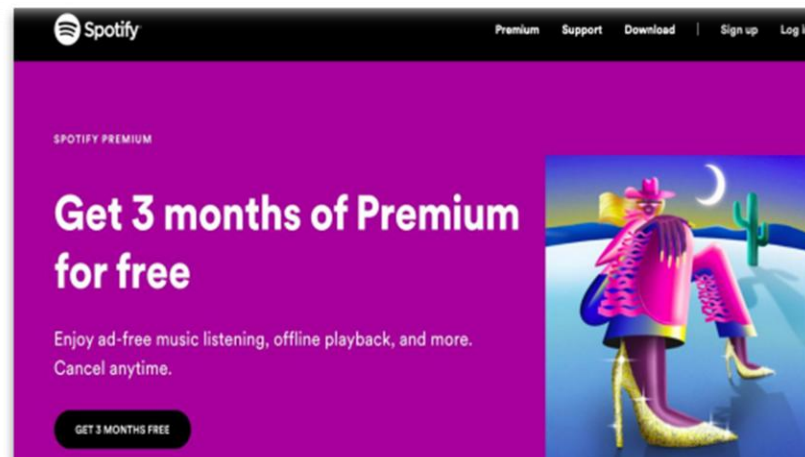 Spotify
Premium Support Download | Sign up Log i
SPOTIFY PREMIUM
Get 3 months of Premium
for free
Enjoy ad-free music listening, offline playback, and more.
Cancel anytime.
GET 3 MONTHS FREE